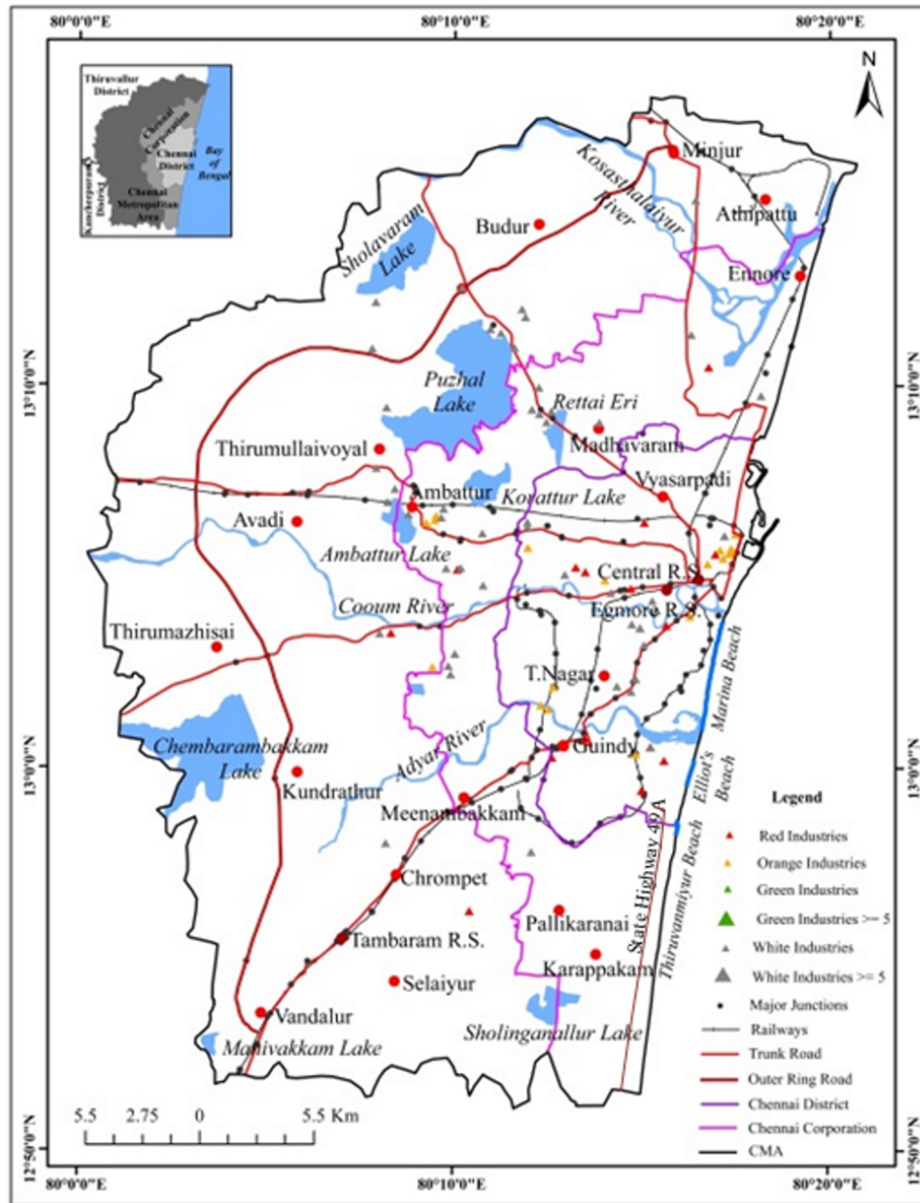 80°0'0"E
80°10'0"E
80°20'0"E
N
Thiruvallur
District
Chennai
Corporation
Chennai
District
Bay
of
Bengal
Kancheepuram
District
Chennai
Metropolitan
Area
Minjur
Kosasthalaiyur
River
Athipattu
Budur
Sholavaram
Lake
Ennore
13°10'0"N
13°10'0"N
Puzhal
Lake
Rettai Eri
Madhavaram
Thirumullaivoyal
Vyasarpadi
Ambattur
Korattur Lake
Avadi
Ambattur Lake
Central R.S.
Cooum River
Egmore R.S.
Thirumazhisai
T.Nagar
Marina Beach
Adyar River
Guindy
Chembarambakkam
Lake
Kundrathur
Elliot's
Beach
13°0'0"N
13°0'0"N
Meenambakkam
State Highway 49A
Thiruvanmiyur Beach
Chrompet
Pallikaranai
Tambaram R.S.
Karappakam
Selaiyur
Vandalur
Sholinganallur Lake
Manivakkam Lake
Legend
Red Industries
Orange Industries
Green Industries
Green Industries >= 5
White Industries
White Industries >= 5
Major Junctions
Railways
Trunk Road
Outer Ring Road
Chennai District
Chennai Corporation
CMA
5.5 2.75 0 5.5 Km
12°50'0"N
12°50'0"N
80°0'0"E
80°10'0"E
80°20'0"E